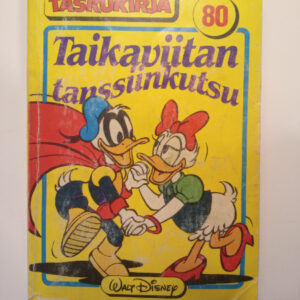 TASKUKIRJA
80
Taikaviitan
tanssiinkutsu
WALT DISNEY